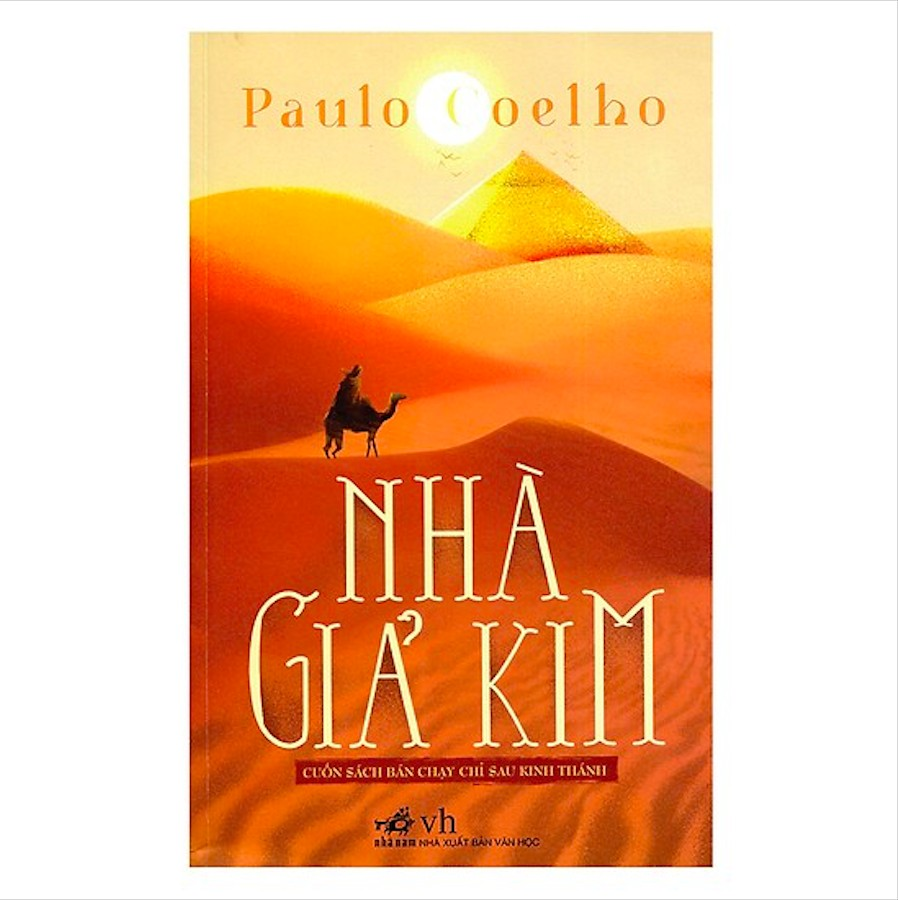 Paulo Coelho
NHÀ
GIẢ KIM
CUỐN SÁCH BÁN CHẠY CHỈ SAU KINH THÁNH
vh
nhã nam NHÀ XUẤT BẢN VĂN HỌC